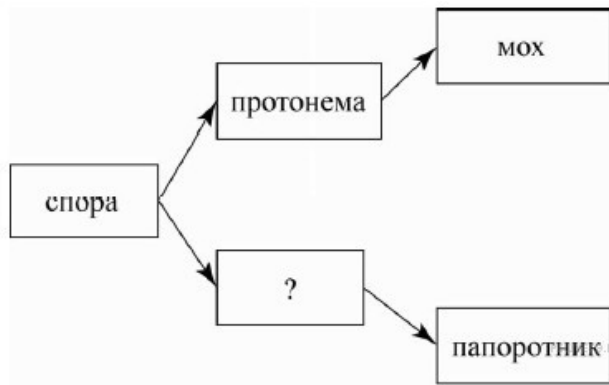 мох
протонема
спора
?
папоротник